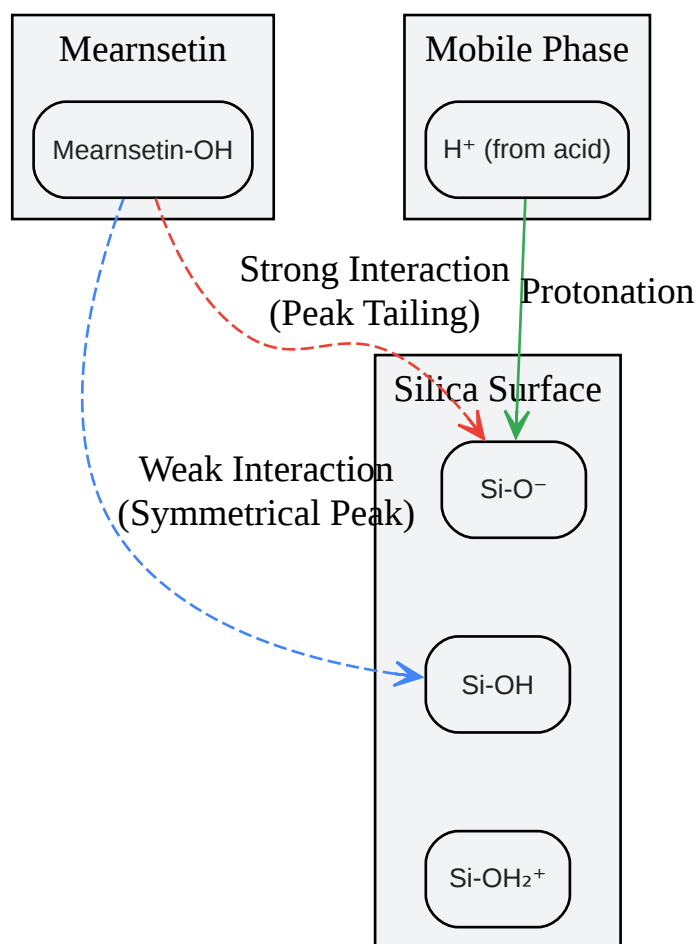 Mearnsetin
Mobile Phase
Mearnsetin-OH
H⁺ (from acid)
Strong Interaction
(Peak Tailing)
Protonation
Silica Surface
Weak Interaction
(Symmetrical Peak)
Si-O⁻
Si-OH
Si-OH₂⁺